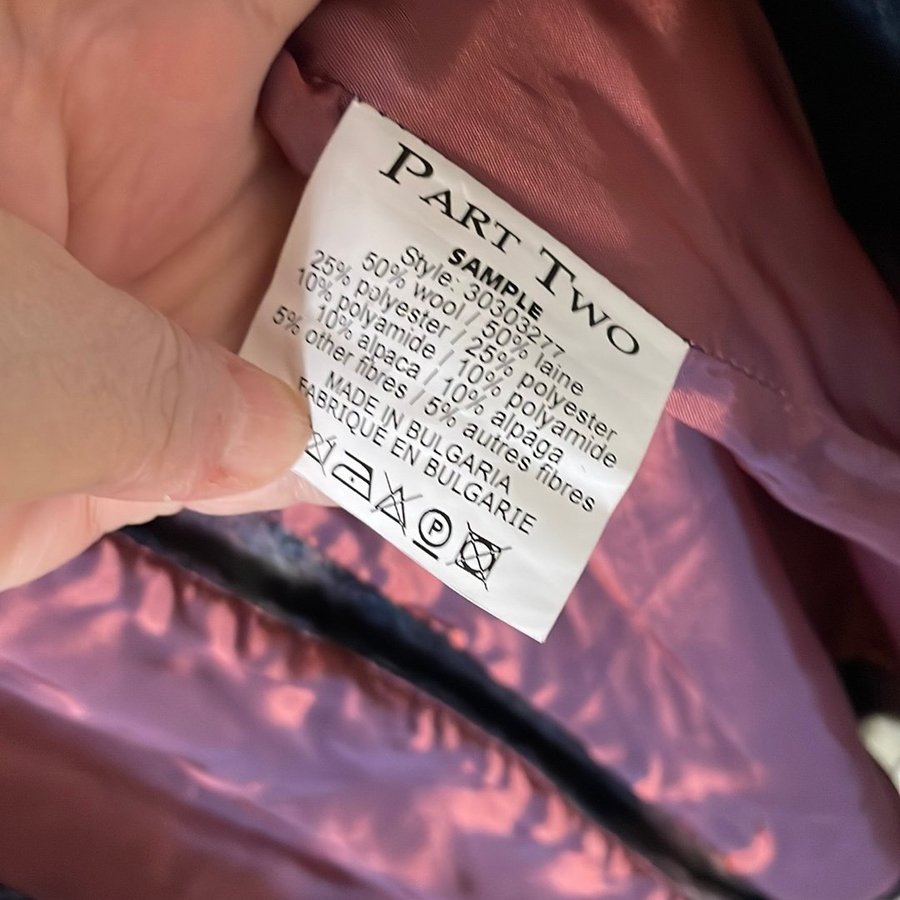 PART TWO
SAMPLE
Style: 30303277
50% wool / 50% laine
25% polyester / 25% polyester
10% polyamide / 10% polyamide
10% alpaca / 10% alpaga
5% other fibres / 5% autres fibres
MADE IN BULGARIA
FABRIQUE EN BULGARIE
P